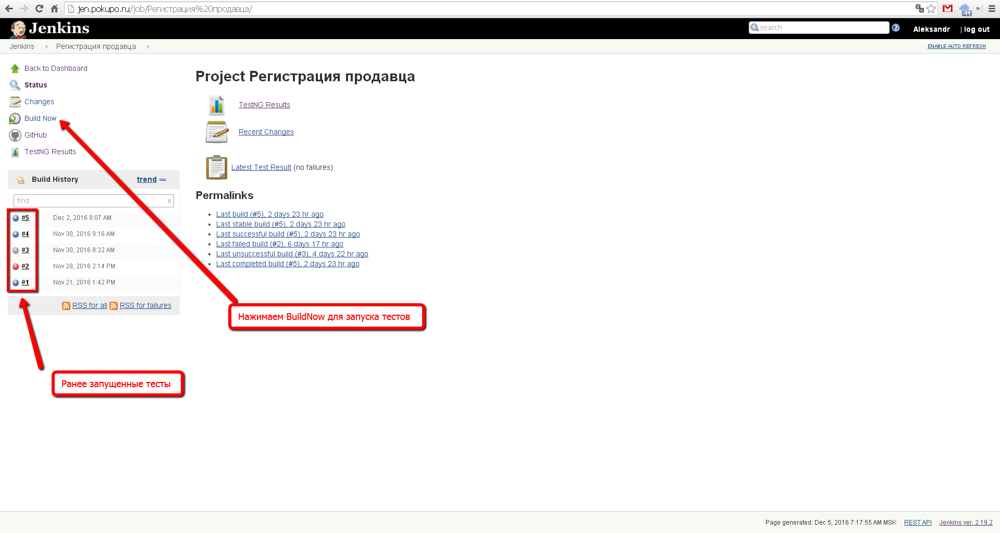 jen.pokupo.ru/job/Регистрация%20продавца/
-11
»
Jenkins
search
?
Aleksandr
| log out
Jenkins
Регистрация продавца
ENABLE AUTO REFRESH
Back to Dashboard
Status
Changes
Build Now
GitHub
TestNG Results
Build History
trend
find
x
#5 Dec 2, 2016 8:07 AM
#4 Nov 30, 2016 9:16 AM
#3 Nov 30, 2016 8:32 AM
#2 Nov 28, 2016 2:14 PM
#1 Nov 21, 2016 1:42 PM
RSS for all RSS for failures
Project Регистрация продавца
TestNG Results
Recent Changes
Latest Test Result (no failures)
Permalinks
Last build (#5), 2 days 23 hr ago
Last stable build (#5), 2 days 23 hr ago
Last successful build (#5), 2 days 23 hr ago
Last failed build (#2), 6 days 17 hr ago
Last unsuccessful build (#3), 4 days 22 hr ago
Last completed build (#5), 2 days 23 hr ago
Нажимаем BuildNow для запуска тестов
Ранее запущенные тесты
Page generated: Dec 5, 2016 7:17:55 AM MSK REST API Jenkins ver. 2.19.2